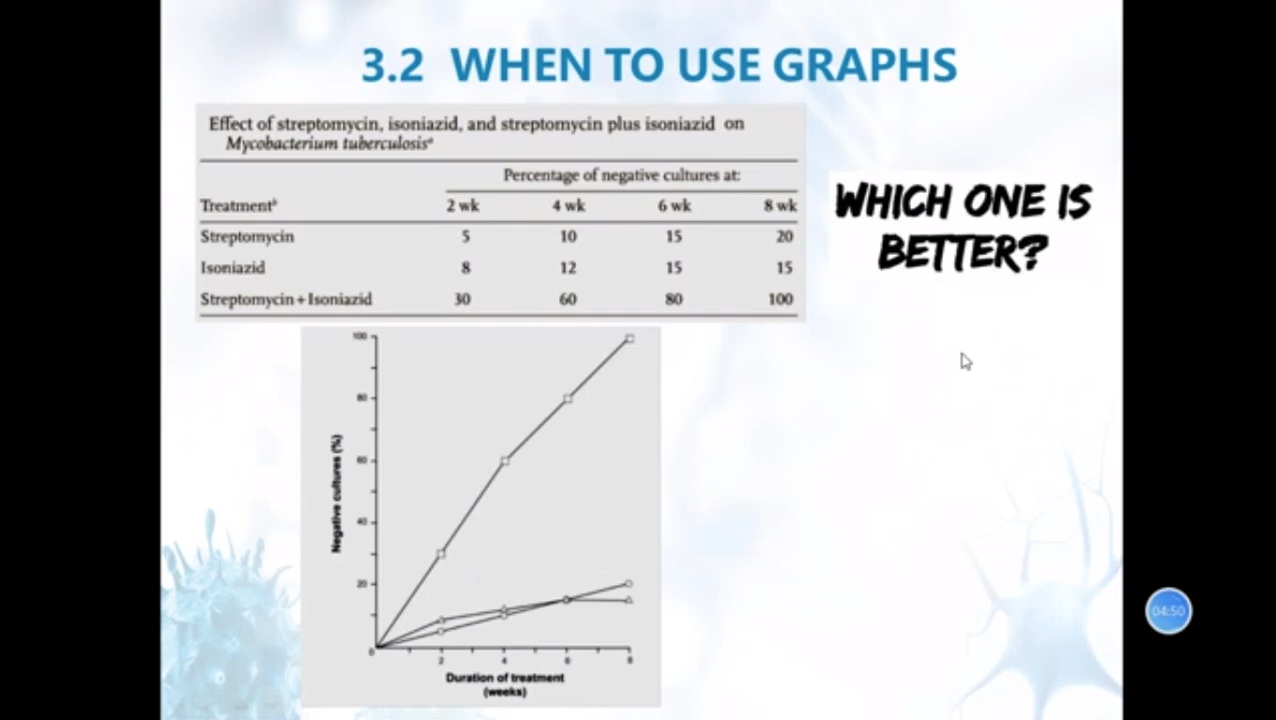 3.2 WHEN TO USE GRAPHS
Effect of streptomycin, isoniazid, and streptomycin plus isoniazid on
Mycobacterium tuberculosisᵃ
Percentage of negative cultures at:
Treatmentᵇ 2 wk 4 wk 6 wk 8 wk
Streptomycin 5 10 15 20
Isoniazid 8 12 15 15
Streptomycin + Isoniazid 30 60 80 100
WHICH ONE IS
BETTER?
100
80
60
40
20
0
Negative cultures (%)
2 4 6 8
Duration of treatment
(weeks)
04:50